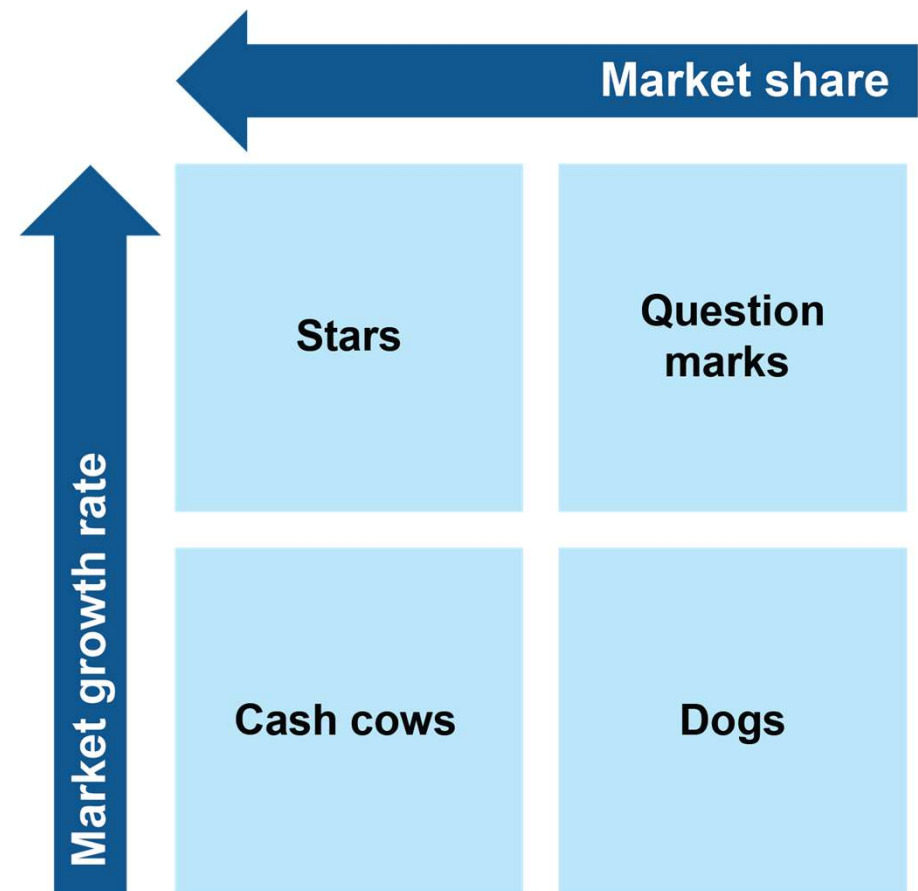 Market share
Market growth rate
Stars
Question
marks
Cash cows
Dogs